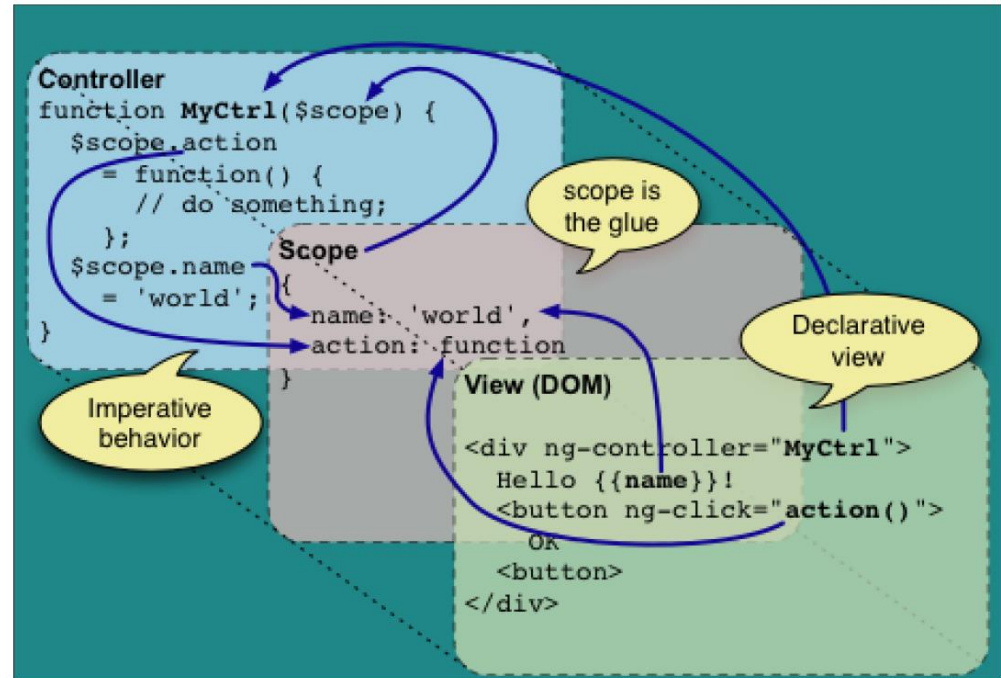 Controller
function MyCtrl($scope) {
$scope.action
= function() {
// do something;
};
$scope.name
= 'world';
}
scope is
the glue
Scope
{
name: 'world',
action: function
}
Imperative
behavior
Declarative
view
View (DOM)
<div ng-controller="MyCtrl">
Hello {{name}}!
<button ng-click="action()">
OK
<button>
</div>